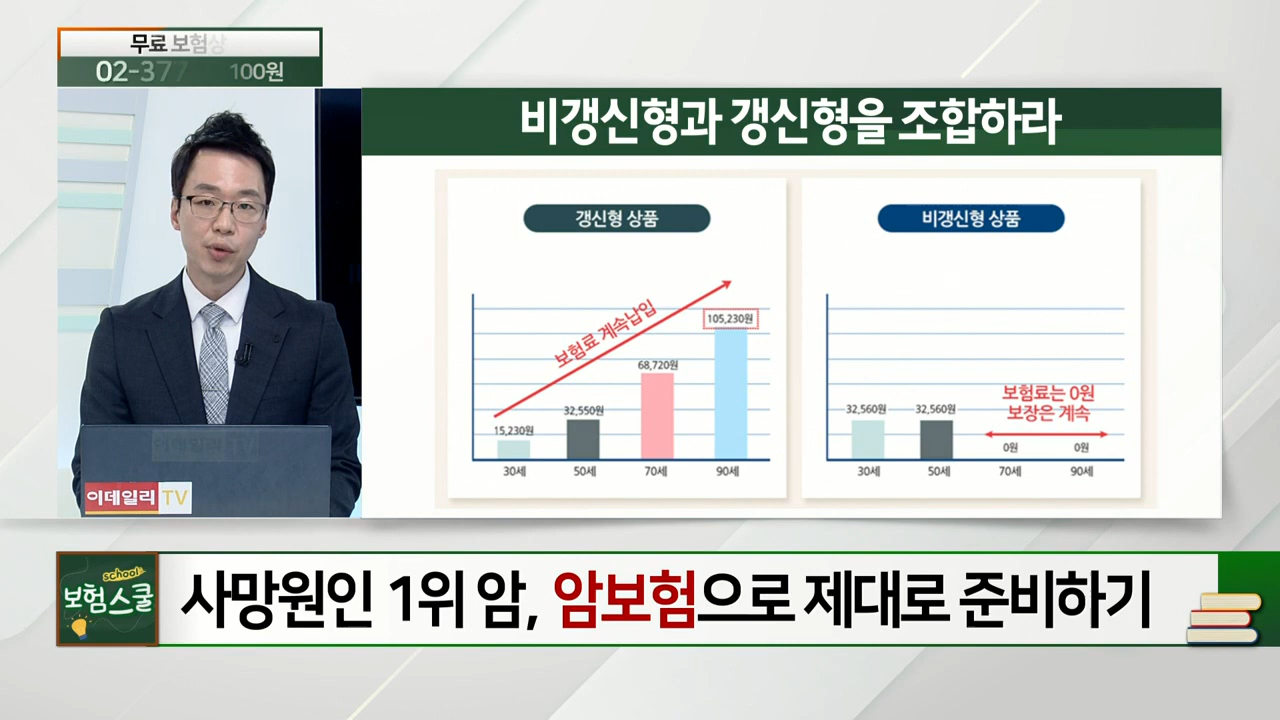 무료 보험상
02-377 100원
비갱신형과 갱신형을 조합하라
갱신형 상품
보험료 계속납입
105,230원
68,720원
32,550원
15,230원
30세 50세 70세 90세
비갱신형 상품
보험료는 0원
보장은 계속
32,560원 32,560원 0원 0원
30세 50세 70세 90세
이데일리 TV
이데일리 TV
school
보험스쿨
사망원인 1위 암, 암보험으로 제대로 준비하기